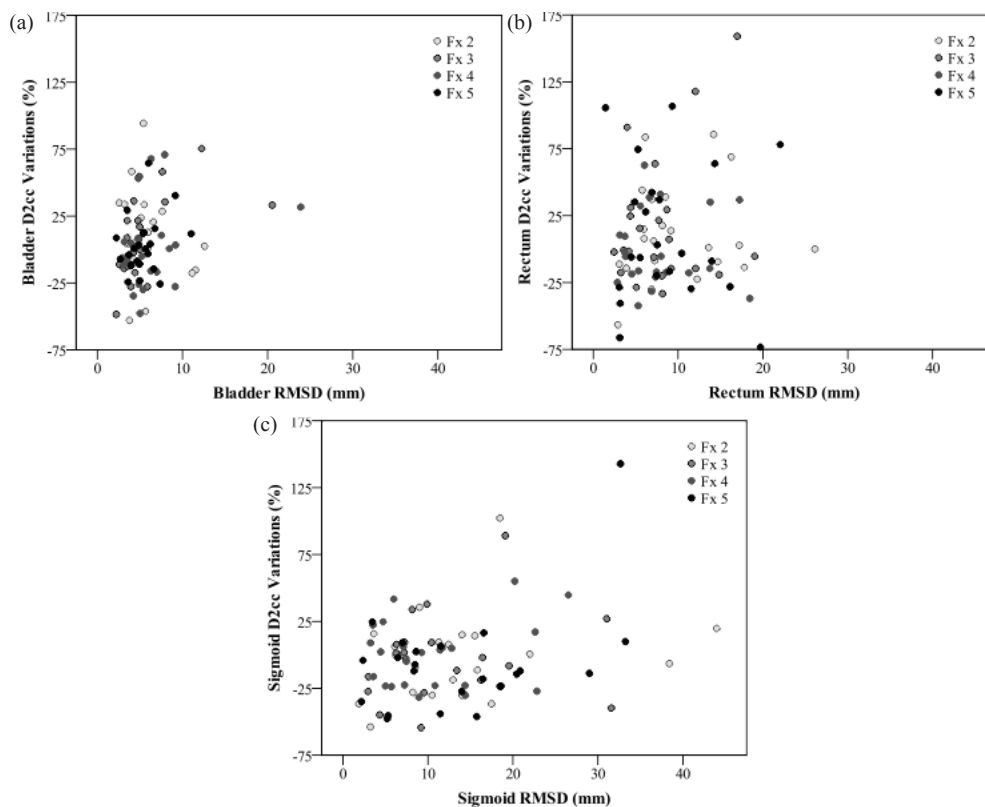 (a)
Bladder D2cc Variations (%)
175
125
75
25
-25
-75
Fx 2
Fx 3
Fx 4
Fx 5
0 10 20 30 40
Bladder RMSD (mm)
(b)
Rectum D2cc Variations (%)
175
125
75
25
-25
-75
Fx 2
Fx 3
Fx 4
Fx 5
0 10 20 30 40
Rectum RMSD (mm)
(c)
Sigmoid D2cc Variations (%)
175
125
75
25
-25
-75
Fx 2
Fx 3
Fx 4
Fx 5
0 10 20 30 40
Sigmoid RMSD (mm)